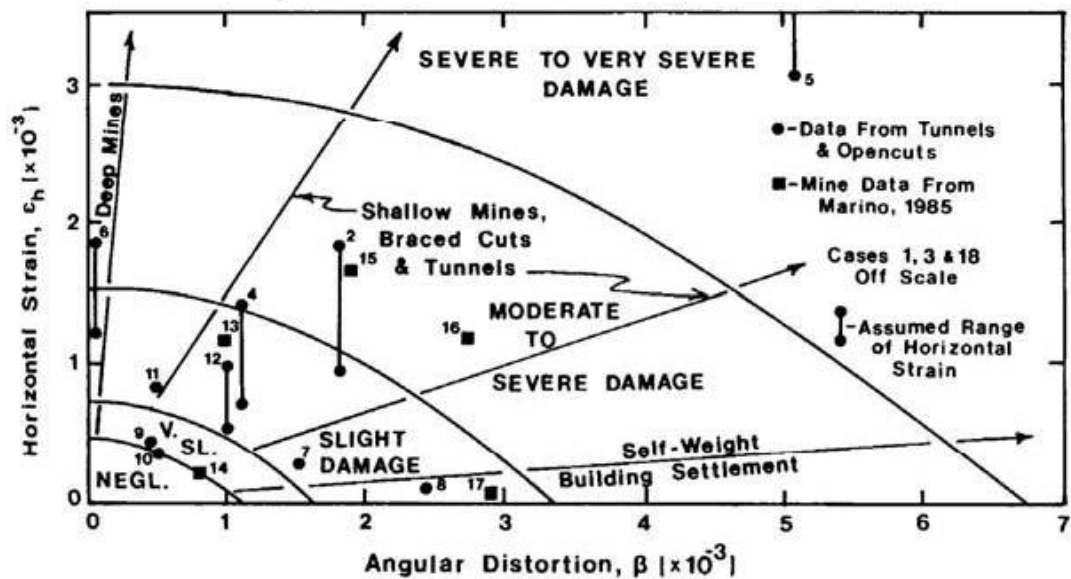 SEVERE TO VERY SEVERE
DAMAGE
5
3
Deep Mines
●-Data From Tunnels
& Opencuts
■-Mine Data From
Marino, 1985
Horizontal Strain, εh |×10⁻³)
6
2
Shallow Mines,
Braced Cuts
& Tunnels
2
15
Cases 1, 3 & 18
Off Scale
4
13
MODERATE
TO
16
-Assumed Range
of Horizontal
Strain
12
1
11
SEVERE DAMAGE
9
V.
SL.
SLIGHT
DAMAGE
7
10
14
NEGL.
Self-Weight
Building Settlement
8
17
0
0 1 2 3 4 5 6 7
Angular Distortion, β |×10⁻³)